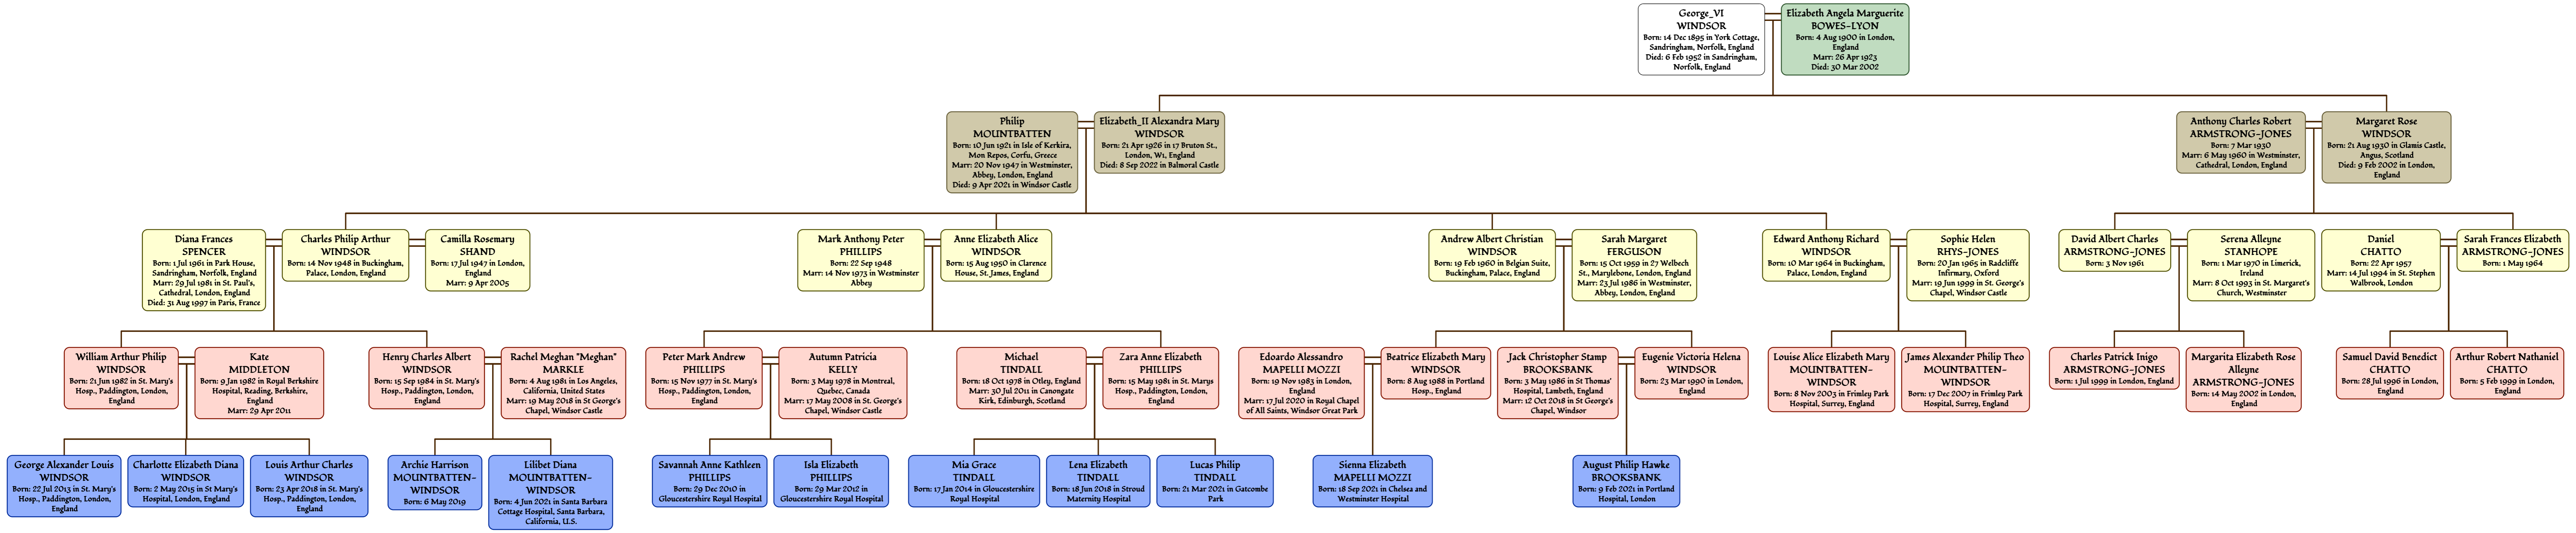 George_VI
WINDSOR
Born: 14 Dec 1895 in York Cottage,
Sandringham, Norfolk, England
Died: 6 Feb 1952 in Sandringham,
Norfolk, England
Elizabeth Angela Marguerite
BOWES-LYON
Born: 4 Aug 1900 in London,
England
Marr: 26 Apr 1923
Died: 30 Mar 2002
Philip
MOUNTBATTEN
Born: 10 Jun 1921 in Isle of Kerkira,
Mon Repos, Corfu, Greece
Marr: 20 Nov 1947 in Westminster,
Abbey, London, England
Died: 9 Apr 2021 in Windsor Castle
Elizabeth_II Alexandra Mary
WINDSOR
Born: 21 Apr 1926 in 17 Bruton St.,
London, W1, England
Died: 8 Sep 2022 in Balmoral Castle
Anthony Charles Robert
ARMSTRONG-JONES
Born: 7 Mar 1930
Marr: 6 May 1960 in Westminster,
Cathedral, London, England
Margaret Rose
WINDSOR
Born: 21 Aug 1930 in Glamis Castle,
Angus, Scotland
Died: 9 Feb 2002 in London,
England
Diana Frances
SPENCER
Born: 1 Jul 1961 in Park House,
Sandringham, Norfolk, England
Marr: 29 Jul 1981 in St. Paul's,
Cathedral, London, England
Died: 31 Aug 1997 in Paris, France
Charles Philip Arthur
WINDSOR
Born: 14 Nov 1948 in Buckingham,
Palace, London, England
Camilla Rosemary
SHAND
Born: 17 Jul 1947 in London,
England
Marr: 9 Apr 2005
Mark Anthony Peter
PHILLIPS
Born: 22 Sep 1948
Marr: 14 Nov 1973 in Westminster
Abbey
Anne Elizabeth Alice
WINDSOR
Born: 15 Aug 1950 in Clarence
House, St. James, England
Andrew Albert Christian
WINDSOR
Born: 19 Feb 1960 in Belgian Suite,
Buckingham, Palace, England
Sarah Margaret
FERGUSON
Born: 15 Oct 1959 in 27 Welbech
St., Marylebone, London, England
Marr: 23 Jul 1986 in Westminster,
Abbey, London, England
Edward Anthony Richard
WINDSOR
Born: 10 Mar 1964 in Buckingham,
Palace, London, England
Sophie Helen
RHYS-JONES
Born: 20 Jan 1965 in Radcliffe
Infirmary, Oxford
Marr: 19 Jun 1999 in St. George's
Chapel, Windsor Castle
David Albert Charles
ARMSTRONG-JONES
Born: 3 Nov 1961
Serena Alleyne
STANHOPE
Born: 1 Mar 1970 in Limerick,
Ireland
Marr: 8 Oct 1993 in St. Margaret's
Church, Westminster
Daniel
CHATTO
Born: 22 Apr 1957
Marr: 14 Jul 1994 in St. Stephen
Walbrook, London
Sarah Frances Elizabeth
ARMSTRONG-JONES
Born: 1 May 1964
William Arthur Philip
WINDSOR
Born: 21 Jun 1982 in St. Mary's
Hosp., Paddington, London,
England
Kate
MIDDLETON
Born: 9 Jan 1982 in Royal Berkshire
Hospital, Reading, Berkshire,
England
Marr: 29 Apr 2011
Henry Charles Albert
WINDSOR
Born: 15 Sep 1984 in St. Mary's
Hosp., Paddington, London,
England
Rachel Meghan "Meghan"
MARKLE
Born: 4 Aug 1981 in Los Angeles,
California, United States
Marr: 19 May 2018 in St George's
Chapel, Windsor Castle
Peter Mark Andrew
PHILLIPS
Born: 15 Nov 1977 in St. Mary's
Hosp., Paddington, London,
England
Autumn Patricia
KELLY
Born: 3 May 1978 in Montreal,
Quebec, Canada
Marr: 17 May 2008 in St George's
Chapel, Windsor Castle
Michael
TINDALL
Born: 18 Oct 1978 in Otley, England
Marr: 30 Jul 2011 in Canongate
Kirk, Edinburgh, Scotland
Zara Anne Elizabeth
PHILLIPS
Born: 15 May 1981 in St. Marys
Hosp., Paddington, London,
England
Edoardo Alessandro
MAPELLI MOZZI
Born: 19 Nov 1983 in London,
England
Marr: 17 Jul 2020 in Royal Chapel
of All Saints, Windsor Great Park
Beatrice Elizabeth Mary
WINDSOR
Born: 8 Aug 1988 in Portland
Hosp., England
Jack Christopher Stamp
BROOKSBANK
Born: 3 May 1986 in St Thomas'
Hospital, Lambeth, England
Marr: 12 Oct 2018 in St George's
Chapel, Windsor
Eugenie Victoria Helena
WINDSOR
Born: 23 Mar 1990 in London,
England
Louise Alice Elizabeth Mary
MOUNTBATTEN-
WINDSOR
Born: 8 Nov 2003 in Frimley Park
Hospital, Surrey, England
James Alexander Philip Theo
MOUNTBATTEN-
WINDSOR
Born: 17 Dec 2007 in Frimley Park
Hospital, Surrey, England
Charles Patrick Inigo
ARMSTRONG-JONES
Born: 1 Jul 1999 in London, England
Margarita Elizabeth Rose
Alleyne
ARMSTRONG-JONES
Born: 14 May 2002 in London,
England
Samuel David Benedict
CHATTO
Born: 28 Jul 1996 in London,
England
Arthur Robert Nathaniel
CHATTO
Born: 5 Feb 1999 in London,
England
George Alexander Louis
WINDSOR
Born: 22 Jul 2013 in St. Mary's
Hosp., Paddington, London,
England
Charlotte Elizabeth Diana
WINDSOR
Born: 2 May 2015 in St Mary's
Hospital, London, England
Louis Arthur Charles
WINDSOR
Born: 23 Apr 2018 in St. Mary's
Hosp., Paddington, London,
England
Archie Harrison
MOUNTBATTEN-
WINDSOR
Born: 6 May 2019
Lilibet Diana
MOUNTBATTEN-
WINDSOR
Born: 4 Jun 2021 in Santa Barbara
Cottage Hospital, Santa Barbara,
California, U.S.
Savannah Anne Kathleen
PHILLIPS
Born: 29 Dec 2010 in
Gloucestershire Royal Hospital
Isla Elizabeth
PHILLIPS
Born: 29 Mar 2012 in
Gloucestershire Royal Hospital
Mia Grace
TINDALL
Born: 17 Jan 2014 in Gloucestershire
Royal Hospital
Lena Elizabeth
TINDALL
Born: 18 Jun 2018 in Stroud
Maternity Hospital
Lucas Philip
TINDALL
Born: 21 Mar 2021 in Gatcombe
Park
Sienna Elizabeth
MAPELLI MOZZI
Born: 18 Sep 2021 in Chelsea and
Westminster Hospital
August Philip Hawke
BROOKSBANK
Born: 9 Feb 2021 in Portland
Hospital, London